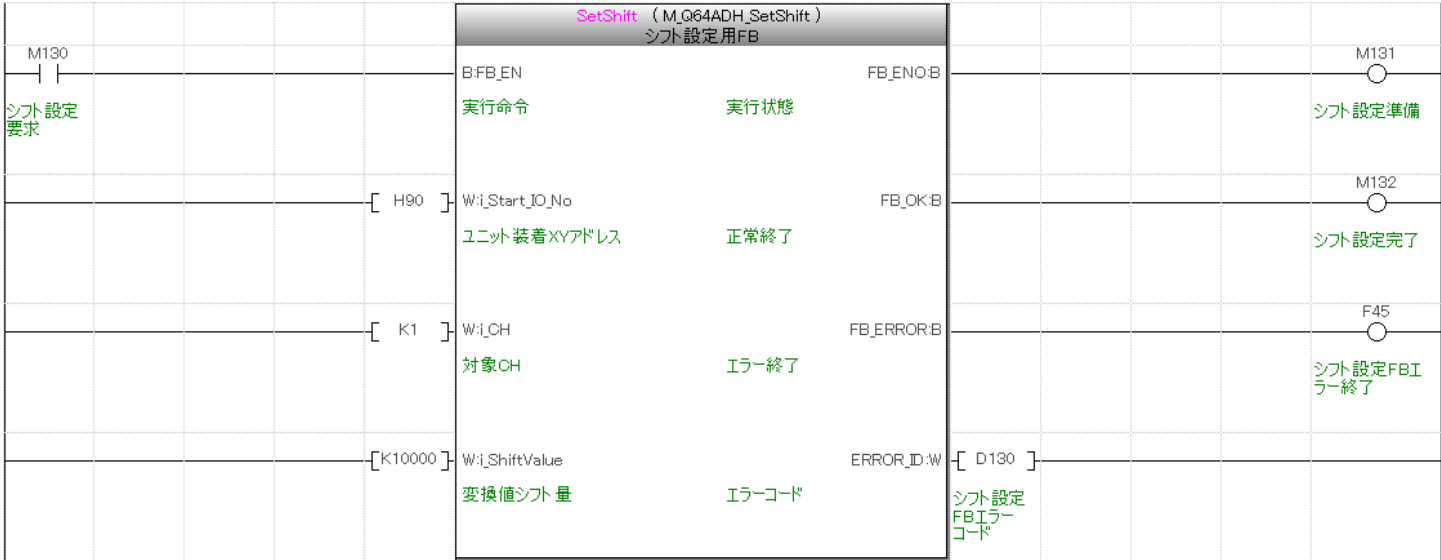 SetShift (M_Q64ADH_SetShift)
シフト設定用FB
M130
B:FB_EN
FB_ENO:B
M131
シフト設定
要求
実行命令
実行状態
シフト設定準備
H90
W:i_Start_IO_No
FB_OK:B
M132
ユニット装着XYアドレス
正常終了
シフト設定完了
K1
W:i_CH
FB_ERROR:B
F45
対象CH
エラー終了
シフト設定FBエ
ラー終了
K10000
W:i_ShiftValue
ERROR_ID:W
D130
変換値シフト量
エラーコード
シフト設定
FBエラー
コード